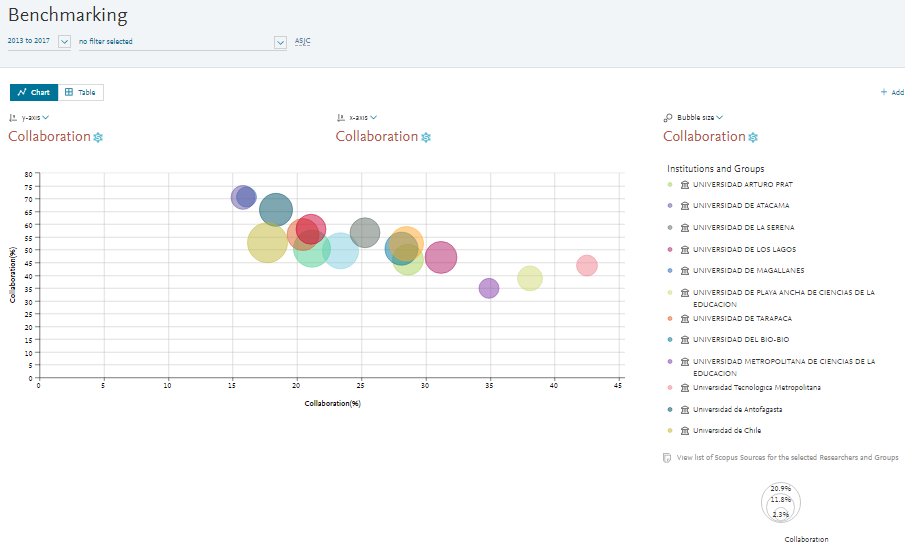 Benchmarking
2013 to 2017
no filter selected
ASJC
Chart
Table
+ Add
y-axis
x-axis
Bubble size
Collaboration
Collaboration
Collaboration
80
75
70
65
60
55
50
45
40
35
30
25
20
15
10
5
0
Collaboration(%)
0 5 10 15 20 25 30 35 40 45
Collaboration(%)
Institutions and Groups
UNIVERSIDAD ARTURO PRAT
UNIVERSIDAD DE ATACAMA
UNIVERSIDAD DE LA SERENA
UNIVERSIDAD DE LOS LAGOS
UNIVERSIDAD DE MAGALLANES
UNIVERSIDAD DE PLAYA ANCHA DE CIENCIAS DE LA
EDUCACION
UNIVERSIDAD DE TARAPACA
UNIVERSIDAD DEL BIO-BIO
UNIVERSIDAD METROPOLITANA DE CIENCIAS DE LA
EDUCACION
Universidad Tecnologica Metropolitana
Universidad de Antofagasta
Universidad de Chile
View list of Scopus Sources for the selected Researchers and Groups
20.9%
11.8%
2.3%
Collaboration